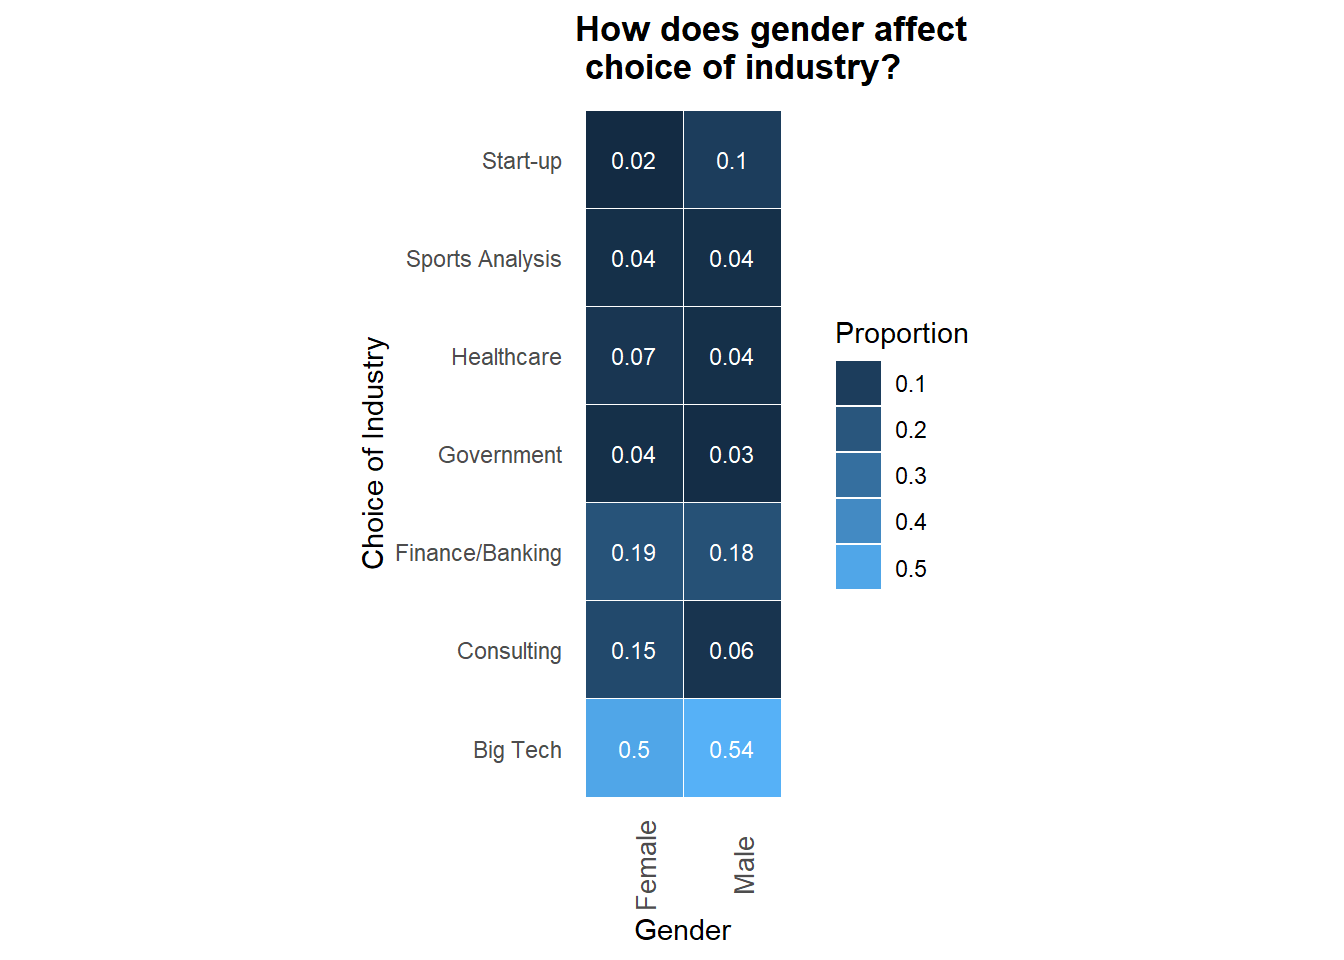 How does gender affect
choice of industry?
Start-up
0.02
0.1
Sports Analysis
0.04
0.04
Healthcare
0.07
0.04
Government
0.04
0.03
Finance/Banking
0.19
0.18
Consulting
0.15
0.06
Big Tech
0.5
0.54
Choice of Industry
Female
Male
Gender
Proportion
0.1
0.2
0.3
0.4
0.5